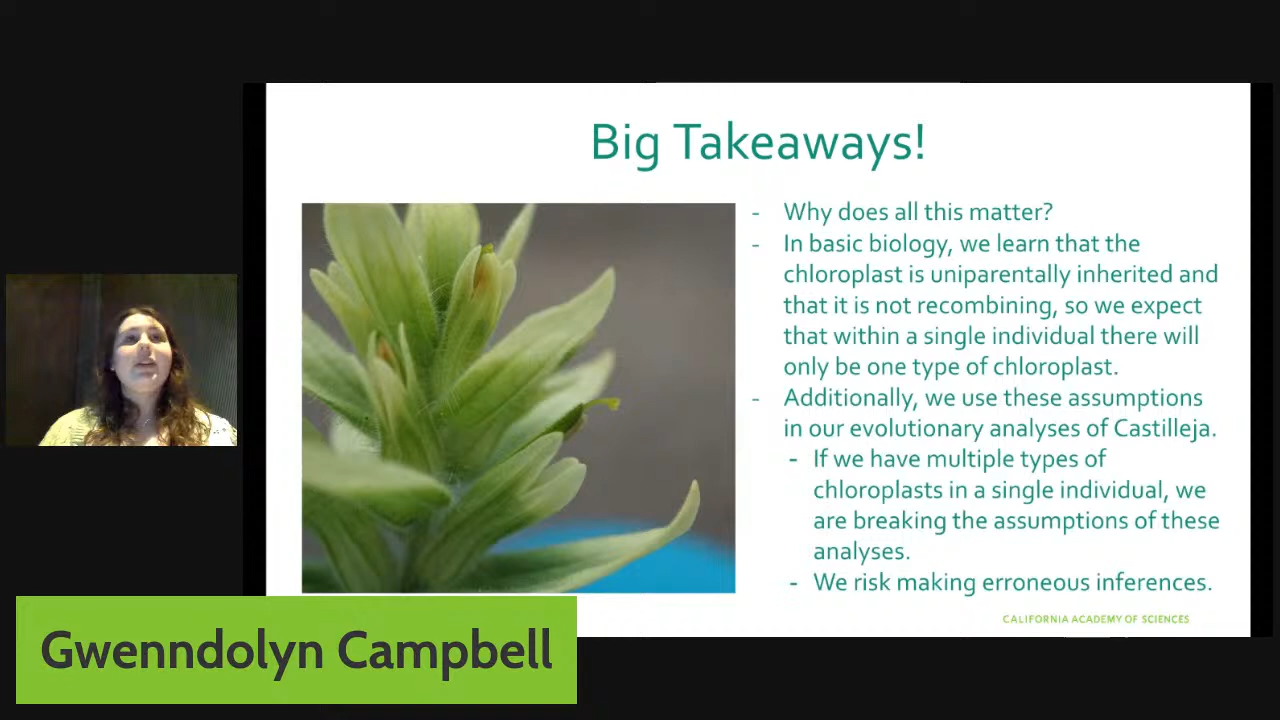 Big Takeaways!
- Why does all this matter?
- In basic biology, we learn that the
chloroplast is uniparentally inherited and
that it is not recombining, so we expect
that within a single individual there will
only be one type of chloroplast.
- Additionally, we use these assumptions
in our evolutionary analyses of Castilleja.
- If we have multiple types of
chloroplasts in a single individual, we
are breaking the assumptions of these
analyses.
- We risk making erroneous inferences.
CALIFORNIA ACADEMY OF SCIENCES
Gwenndolyn Campbell